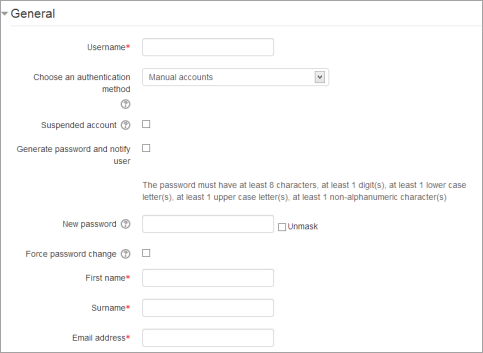 General
Username*
Choose an authentication
method
Manual accounts
Suspended account
Generate password and notify
user
The password must have at least 8 characters, at least 1 digit(s), at least 1 lower case
letter(s), at least 1 upper case letter(s), at least 1 non-alphanumeric character(s)
New password
Unmask
Force password change
First name*
Surname*
Email address*